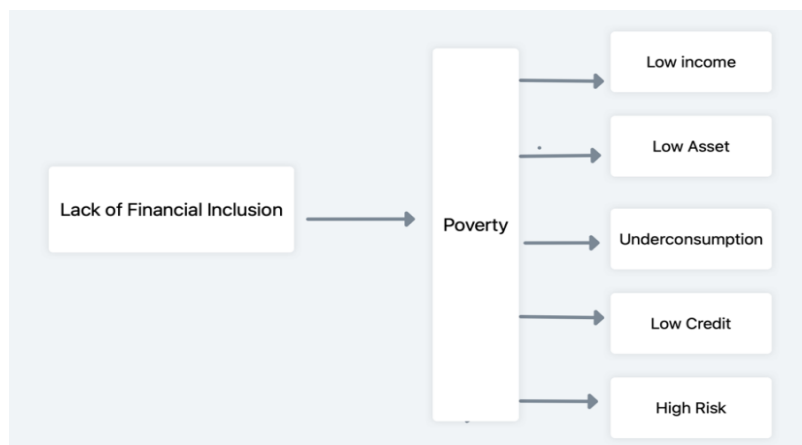 Lack of Financial Inclusion
Poverty
Low income
Low Asset
Underconsumption
Low Credit
High Risk